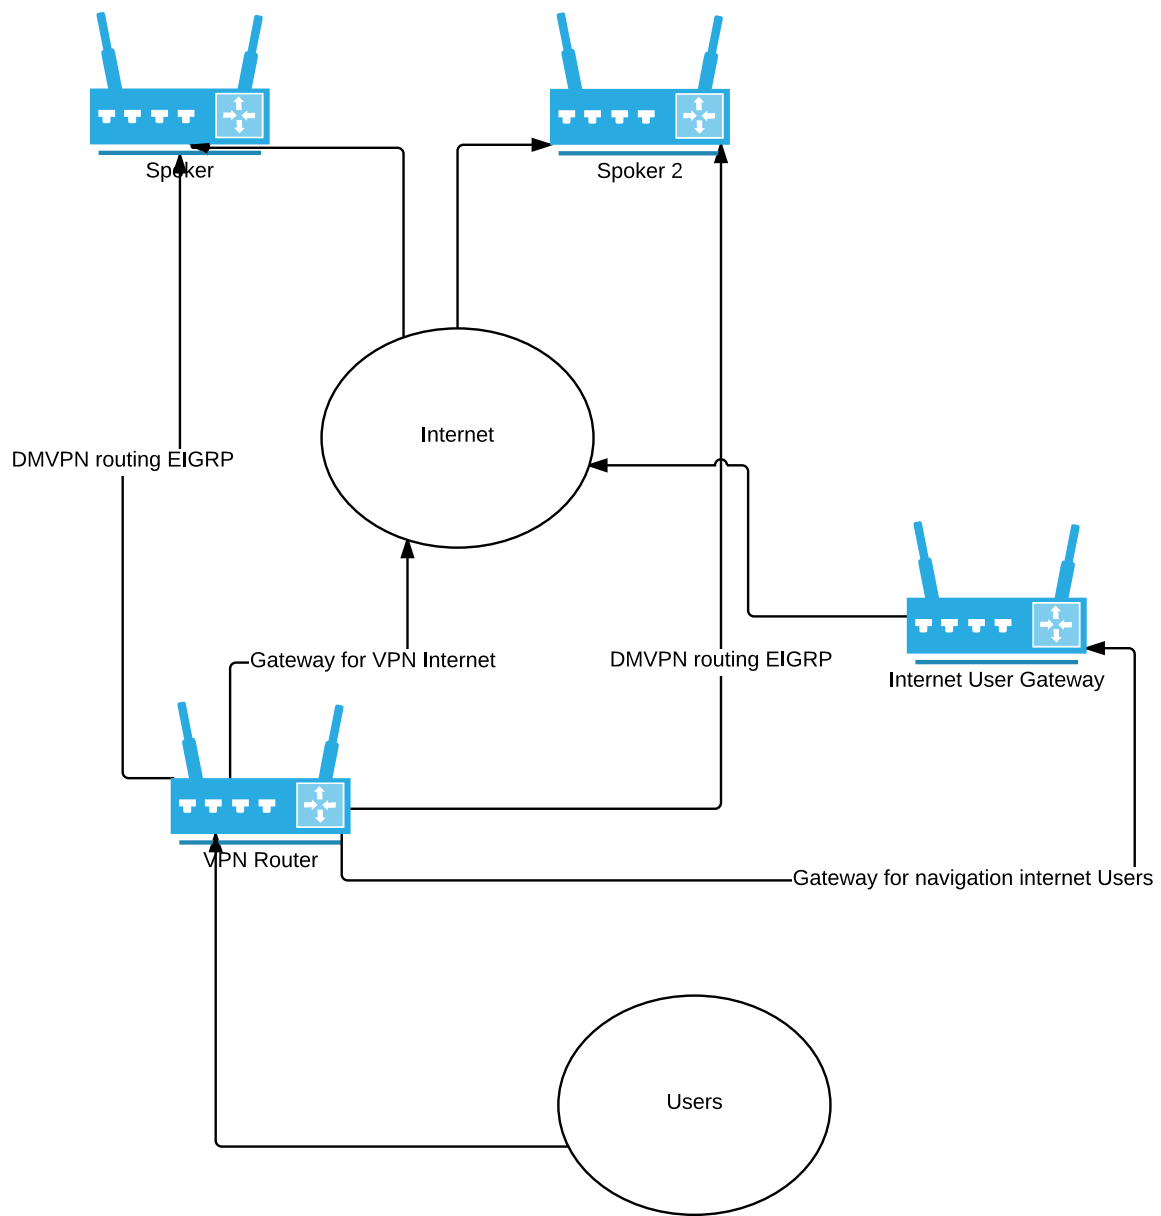 Spoker
Spoker 2
Internet
DMVPN routing EIGRP
Gateway for VPN Internet
DMVPN routing EIGRP
Internet User Gateway
VPN Router
Gateway for navigation internet Users
Users